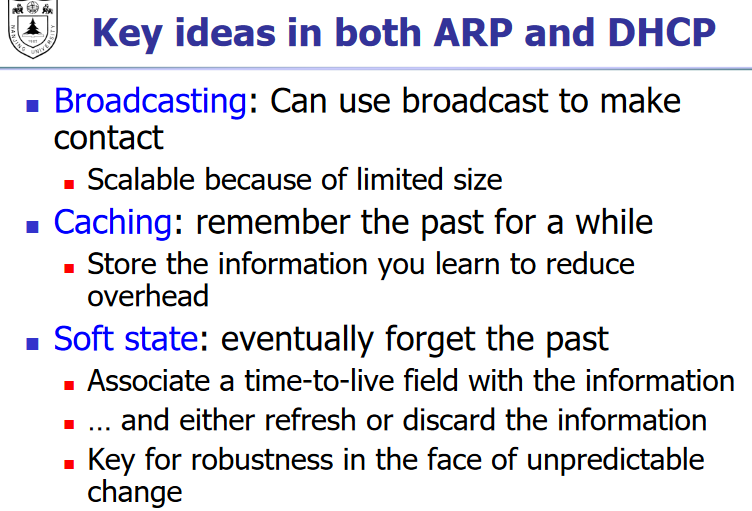 Key ideas in both ARP and DHCP
Broadcasting: Can use broadcast to make
contact
Scalable because of limited size
Caching: remember the past for a while
Store the information you learn to reduce
overhead
Soft state: eventually forget the past
Associate a time-to-live field with the information
… and either refresh or discard the information
Key for robustness in the face of unpredictable
change